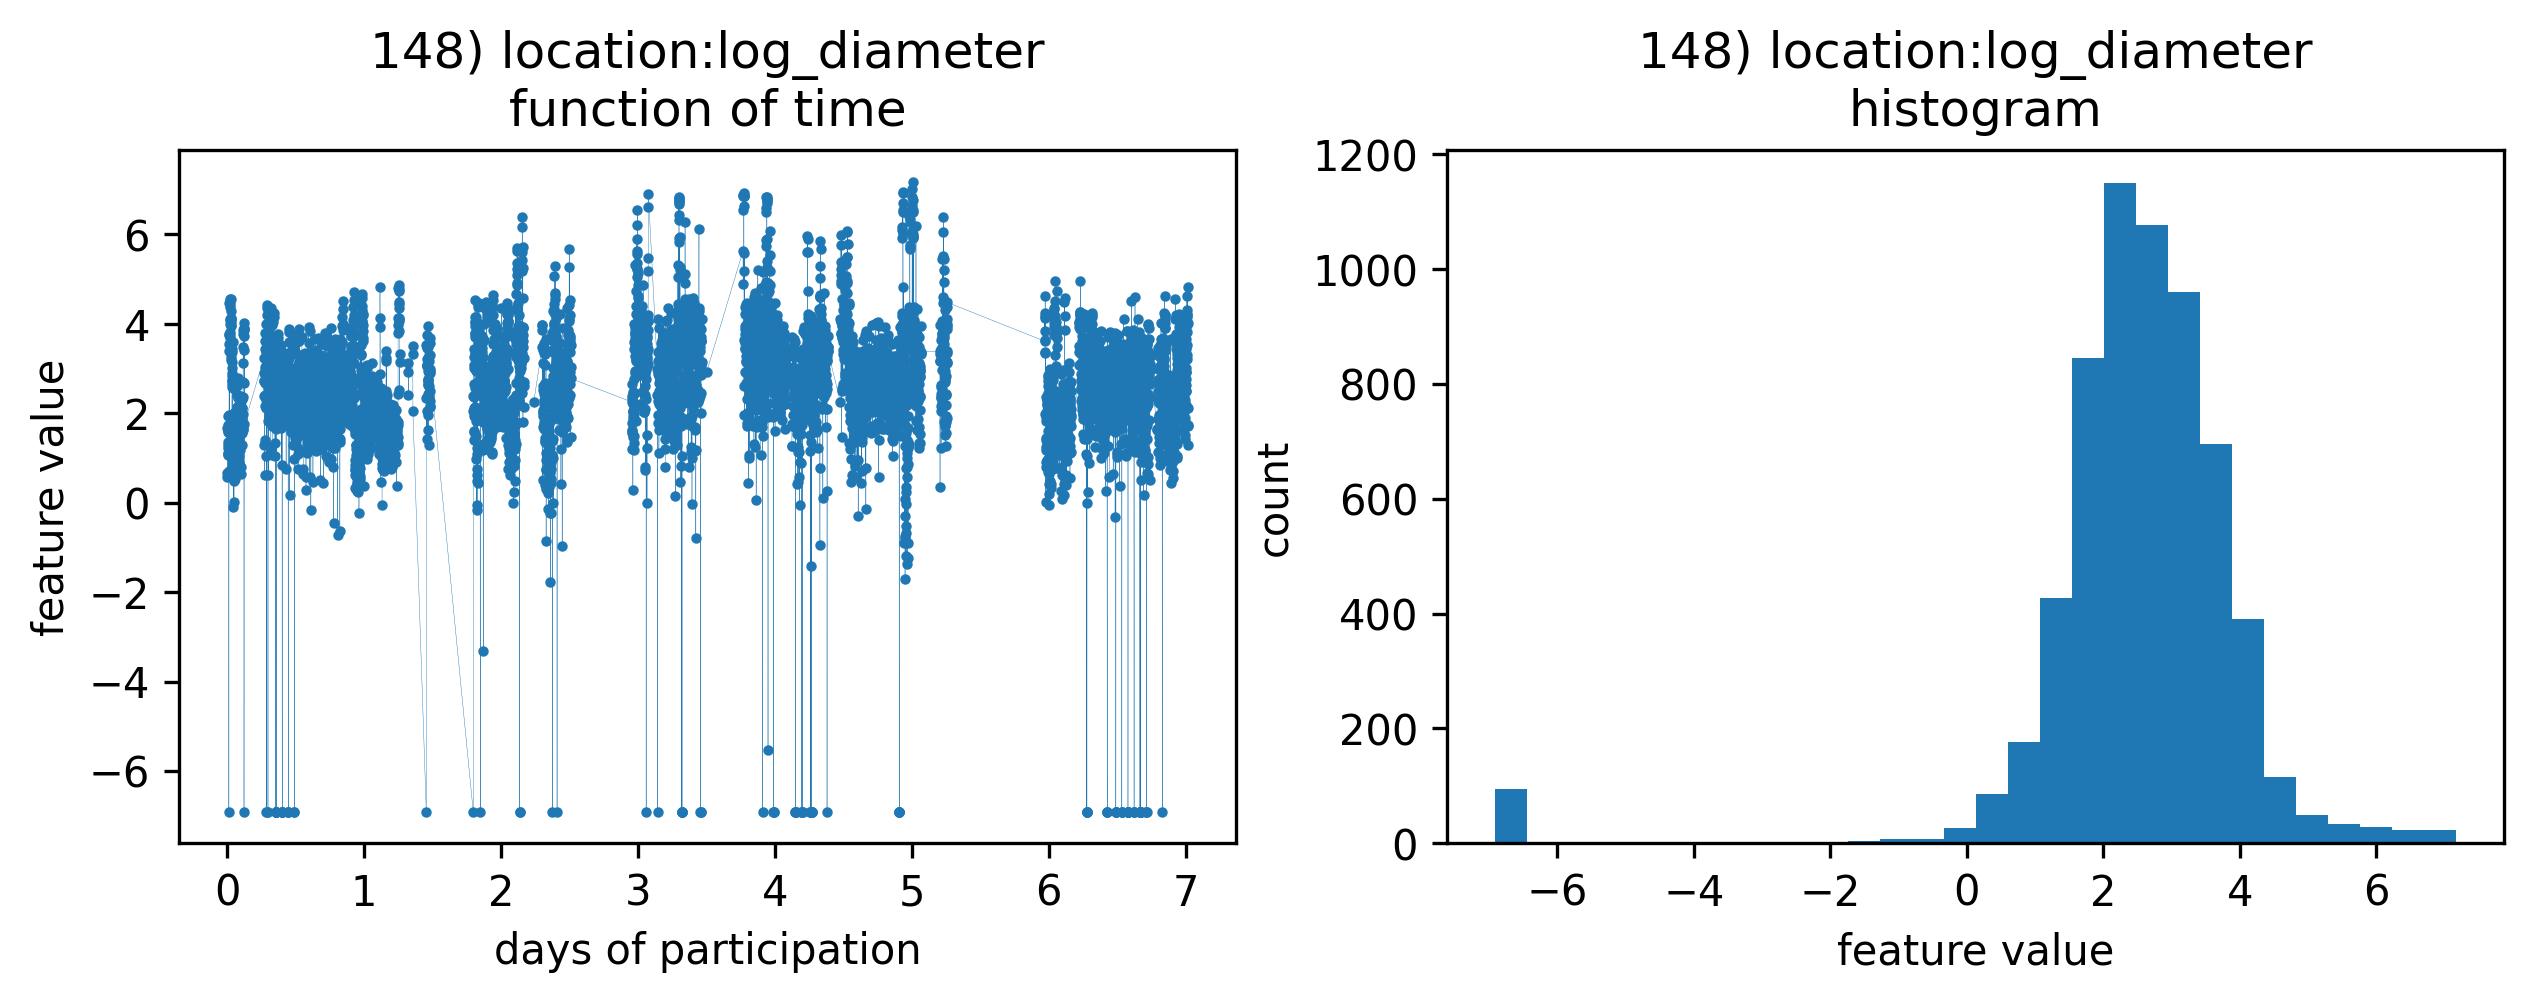 148) location:log_diameter
function of time
feature value
6
4
2
0
−2
−4
−6
0 1 2 3 4 5 6 7
days of participation
148) location:log_diameter
histogram
count
1200
1000
800
600
400
200
0
−6 −4 −2 0 2 4 6
feature value